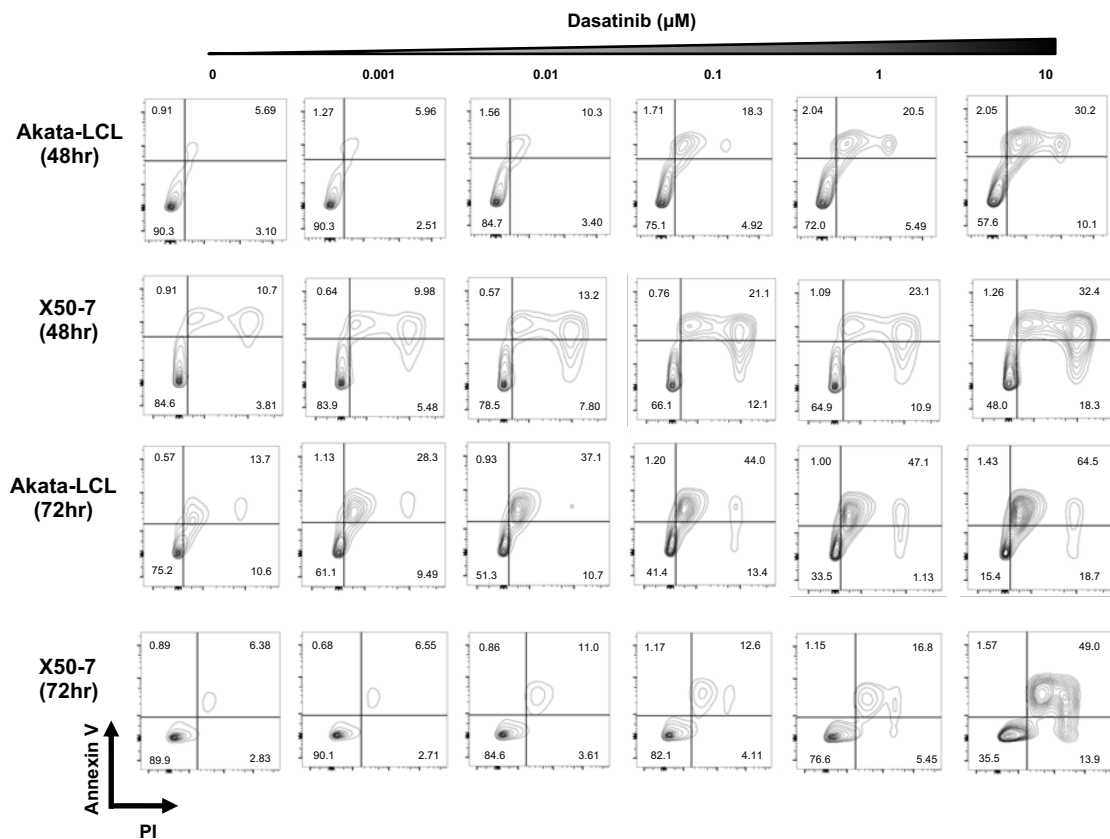 Dasatinib (µM)
0 0.001 0.01 0.1 1 10
Akata-LCL
(48hr)
0.91 5.69 1.27 5.96 1.56 10.3 1.71 18.3 2.04 20.5 2.05 30.2
90.3 3.10 90.3 2.51 84.7 3.40 75.1 4.92 72.0 5.49 57.6 10.1
X50-7
(48hr)
0.91 10.7 0.64 9.98 0.57 13.2 0.76 21.1 1.09 23.1 1.26 32.4
84.6 3.81 83.9 5.48 78.5 7.80 66.1 12.1 64.9 10.9 48.0 18.3
Akata-LCL
(72hr)
0.57 13.7 1.13 28.3 0.93 37.1 1.20 44.0 1.00 47.1 1.43 64.5
75.2 10.6 61.1 9.49 51.3 10.7 41.4 13.4 33.5 1.13 15.4 18.7
X50-7
(72hr)
0.89 6.38 0.68 6.55 0.86 11.0 1.17 12.6 1.15 16.8 1.57 49.0
89.9 2.83 90.1 2.71 84.6 3.61 82.1 4.11 76.6 5.45 35.5 13.9
Annexin V
PI